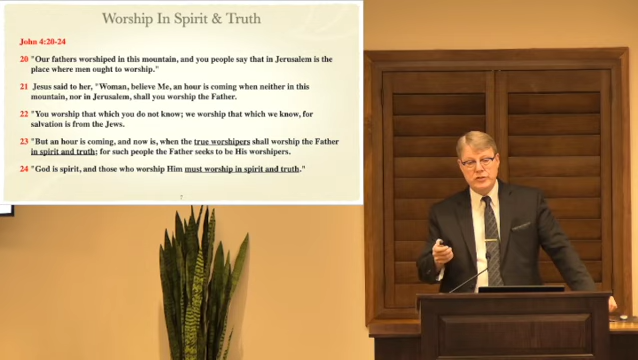 Worship In Spirit & Truth
John 4:20-24
20 "Our fathers worshiped in this mountain, and you people say that in Jerusalem is the
place where men ought to worship."
21 Jesus said to her, "Woman, believe Me, an hour is coming when neither in this
mountain, nor in Jerusalem, shall you worship the Father.
22 "You worship that which you do not know; we worship that which we know, for
salvation is from the Jews.
23 "But an hour is coming, and now is, when the true worshipers shall worship the Father
in spirit and truth; for such people the Father seeks to be His worshipers.
24 "God is spirit, and those who worship Him must worship in spirit and truth."